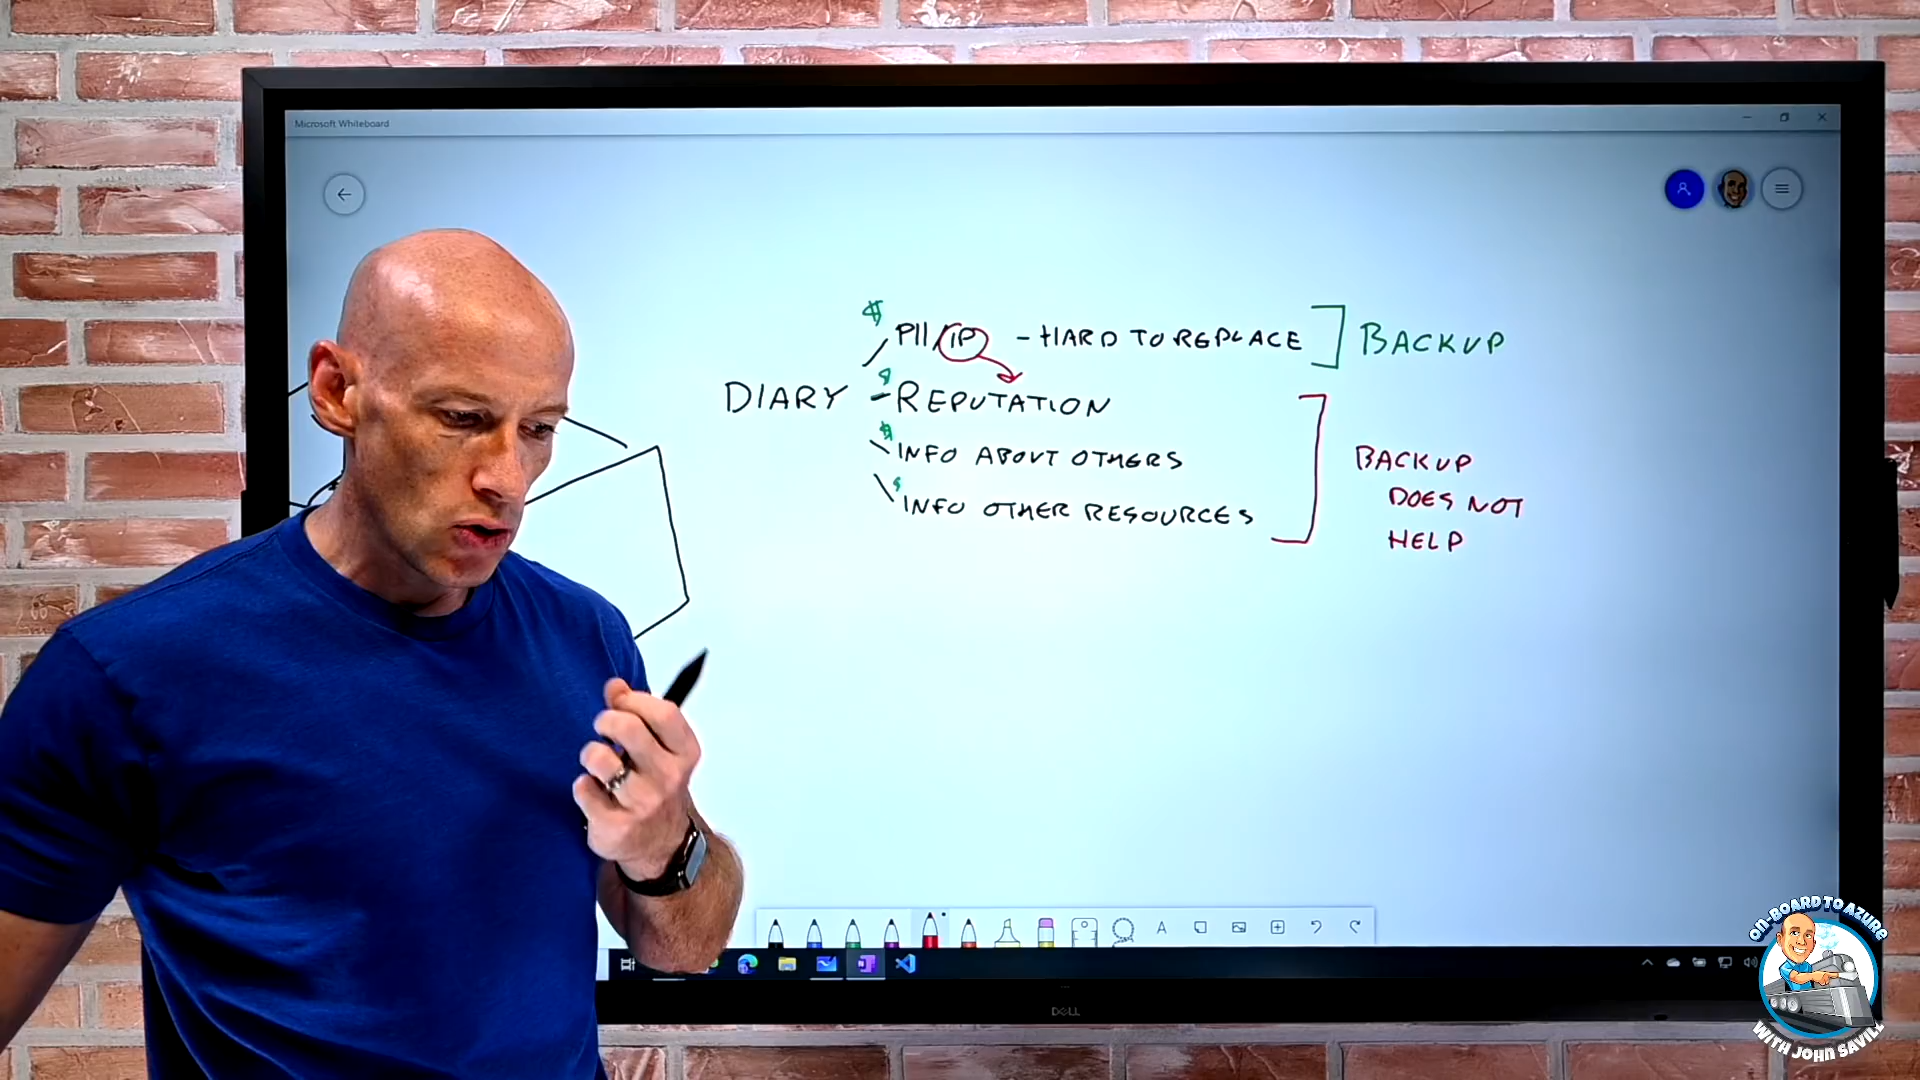 Microsoft Whiteboard
$
PII/IP - HARD TO REPLACE
BACKUP
$
DIARY - REPUTATION
$
INFO ABOUT OTHERS
$
INFO OTHER RESOURCES
BACKUP
DOES NOT
HELP
A
DELL
ON-BOARD TO AZURE
WITH JOHN SAVILL